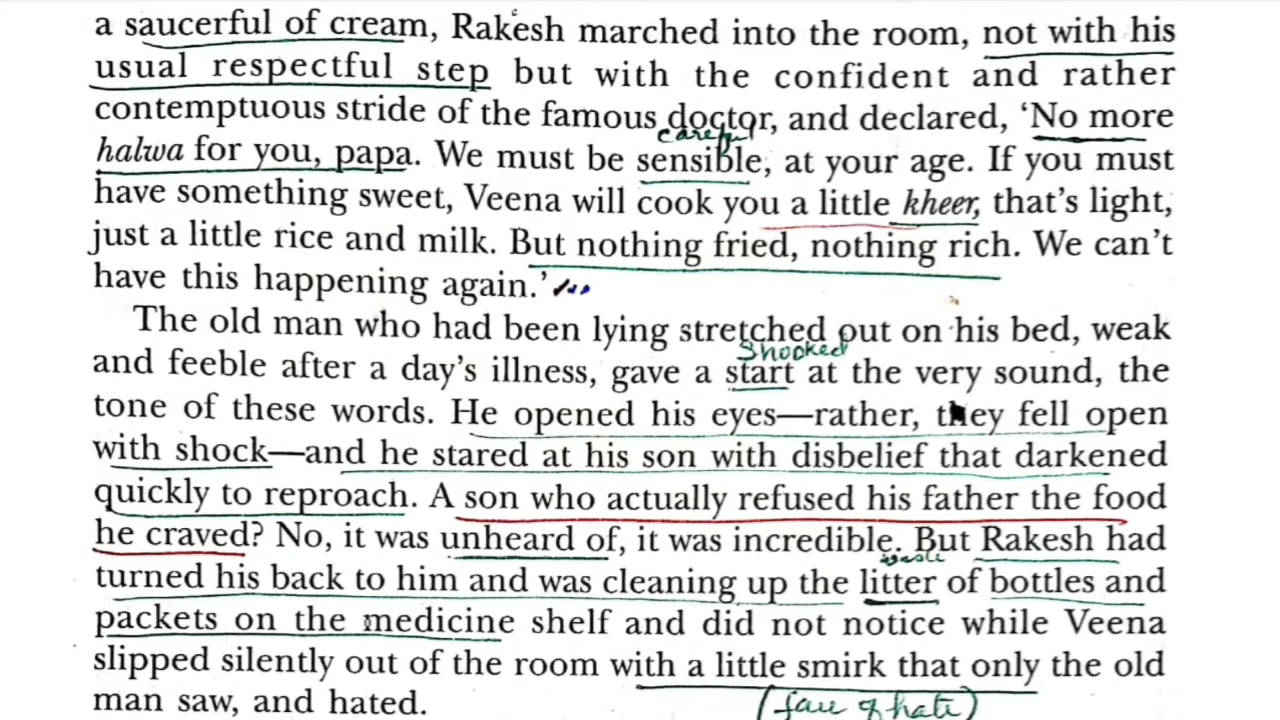 a saucerful of cream, Rakesh marched into the room, not with his
usual respectful step but with the confident and rather
contemptuous stride of the famous doctor, and declared, ‘No more
careful
halwa for you, papa. We must be sensible, at your age. If you must
have something sweet, Veena will cook you a little kheer, that’s light,
just a little rice and milk. But nothing fried, nothing rich. We can’t
have this happening again.’
The old man who had been lying stretched out on his bed, weak
Shooked
and feeble after a day’s illness, gave a start at the very sound, the
tone of these words. He opened his eyes—rather, they fell open
with shock—and he stared at his son with disbelief that darkened
quickly to reproach. A son who actually refused his father the food
he craved? No, it was unheard of, it was incredible. But Rakesh had
turned his back to him and was cleaning up the litter of bottles and
packets on the medicine shelf and did not notice while Veena
slipped silently out of the room with a little smirk that only the old
man saw, and hated.
of hate)